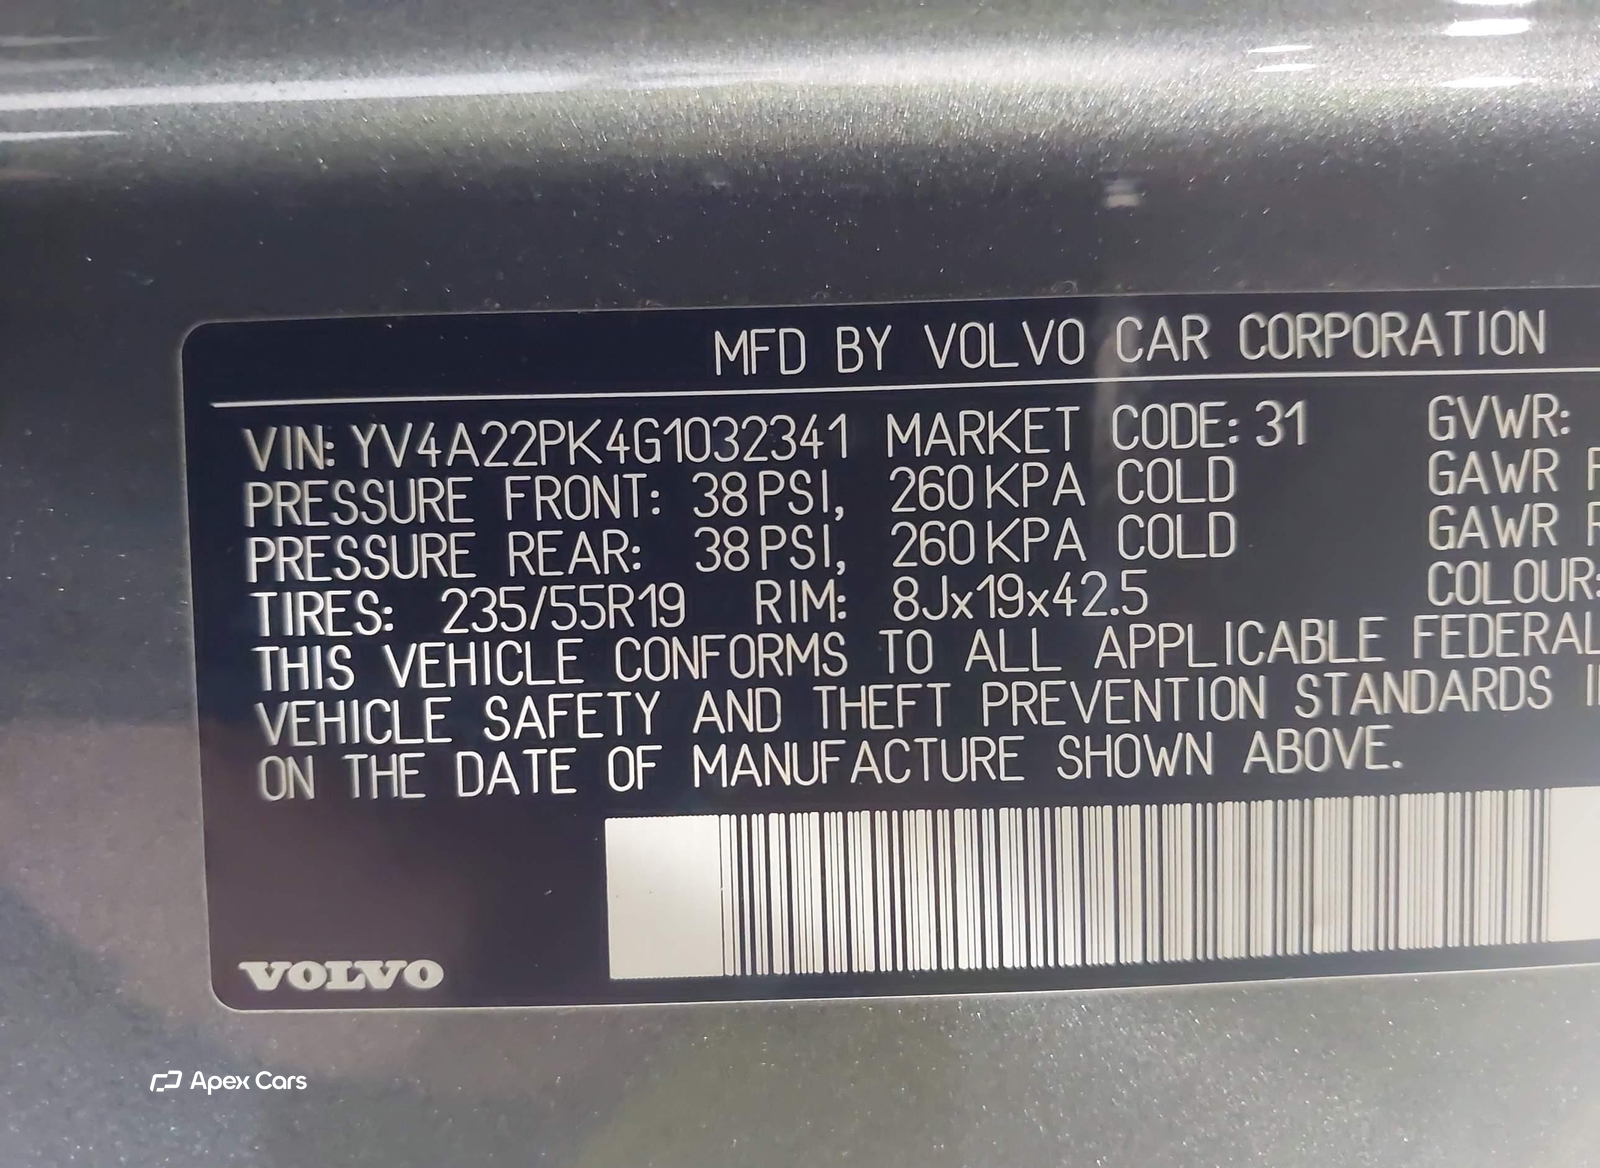 MFD BY VOLVO CAR CORPORATION
VIN: YV4A22PK4G1032341 MARKET CODE: 31 GVWR:
PRESSURE FRONT: 38 PSI, 260 KPA COLD GAWR
PRESSURE REAR: 38 PSI, 260 KPA COLD GAWR
TIRES: 235/55R19 RIM: 8Jx19x42.5 COLOUR:
THIS VEHICLE CONFORMS TO ALL APPLICABLE FEDERAL
VEHICLE SAFETY AND THEFT PREVENTION STANDARDS
ON THE DATE OF MANUFACTURE SHOWN ABOVE.
VOLVO
Apex Cars